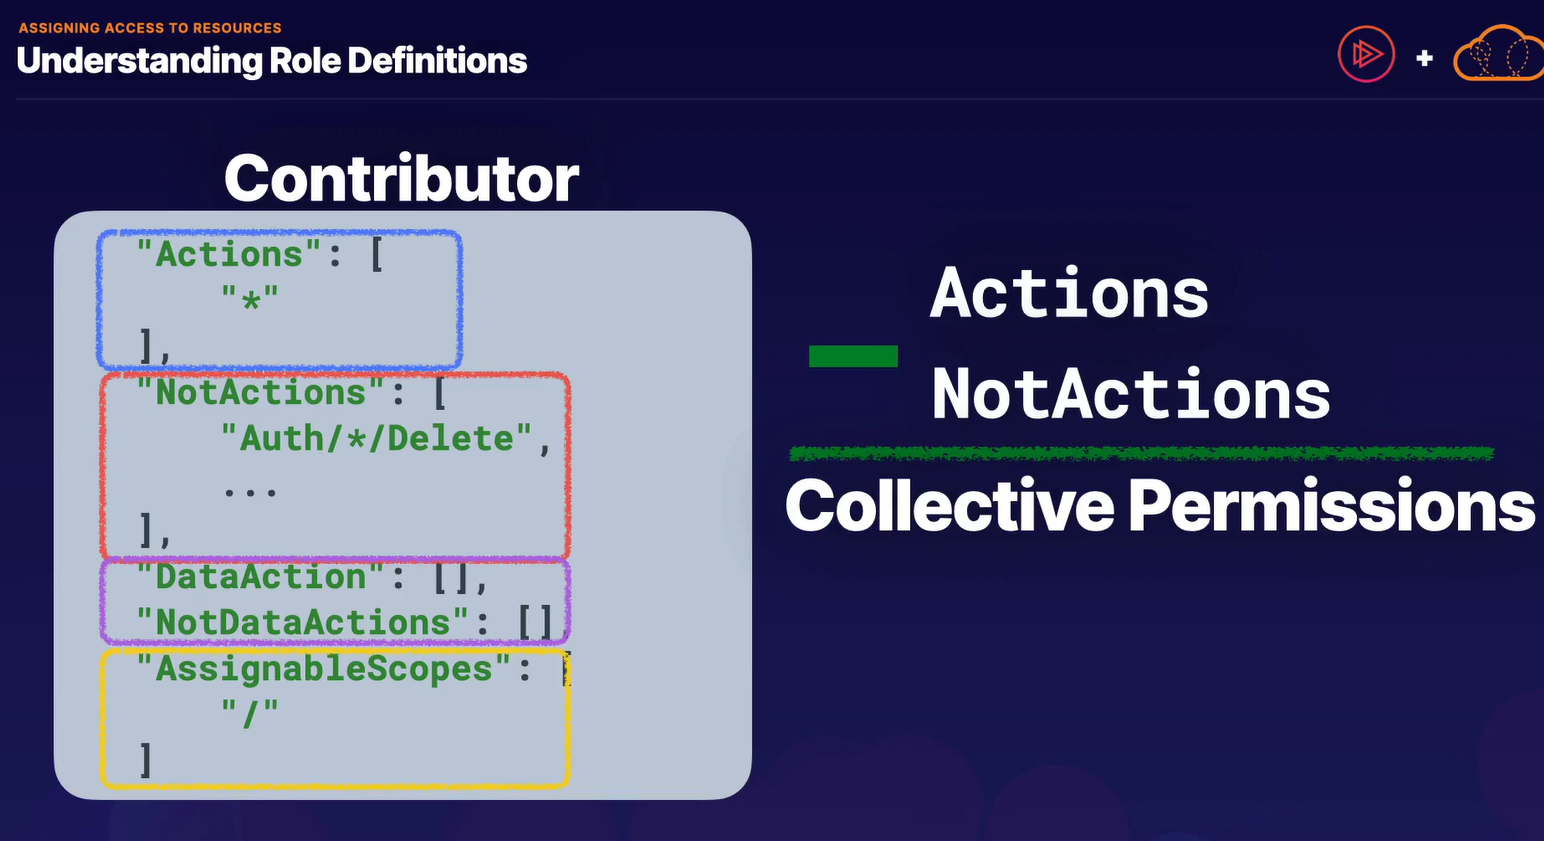 ASSIGNING ACCESS TO RESOURCES
Understanding Role Definitions
+
Contributor
"Actions": [
"*"
],
"NotActions": [
"Auth/*/Delete",
...
],
"DataAction": [],
"NotDataActions": [],
"AssignableScopes": [
"/"
]
Actions
NotActions
Collective Permissions